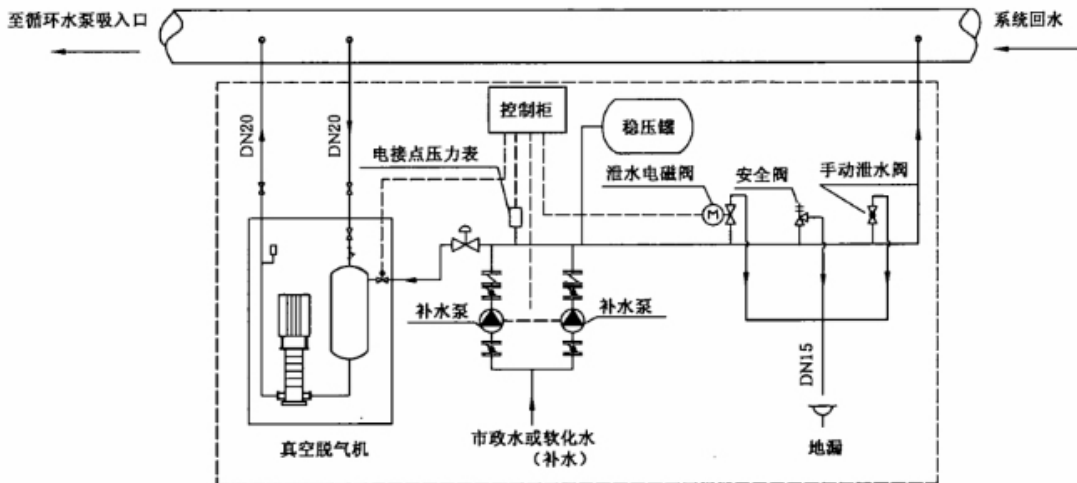 至循环水泵吸入口
系统回水
DN20
DN20
控制柜
稳压罐
电接点压力表
泄水电磁阀
安全阀
手动泄水阀
M
补水泵
补水泵
DN15
真空脱气机
市政水或软化水
（补水）
地漏